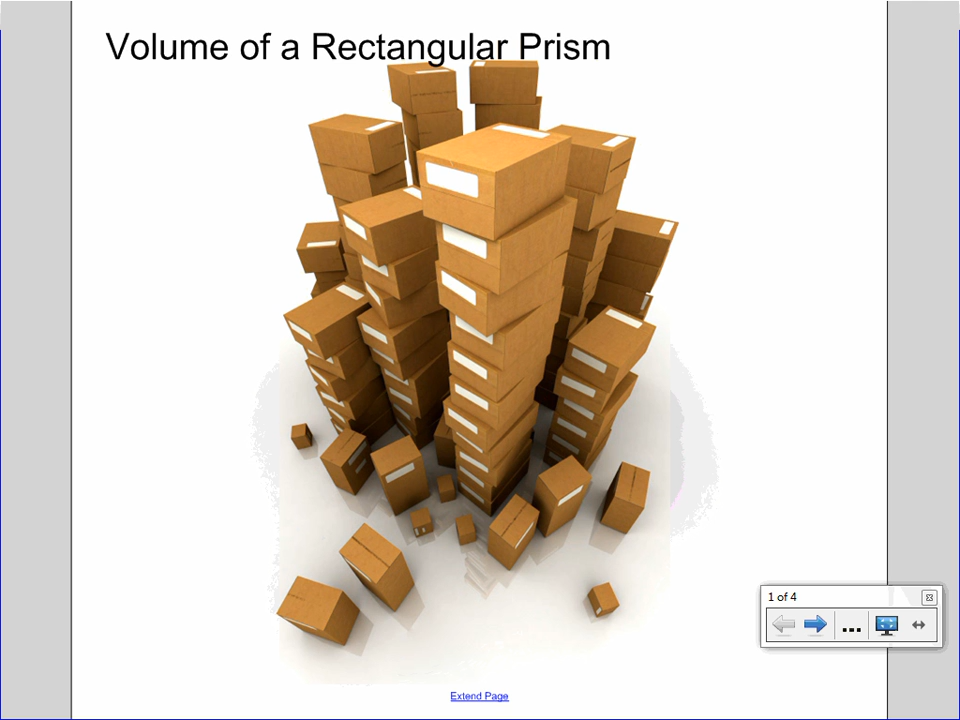 Volume of a Rectangular Prism
1 of 4
...
Extend Page